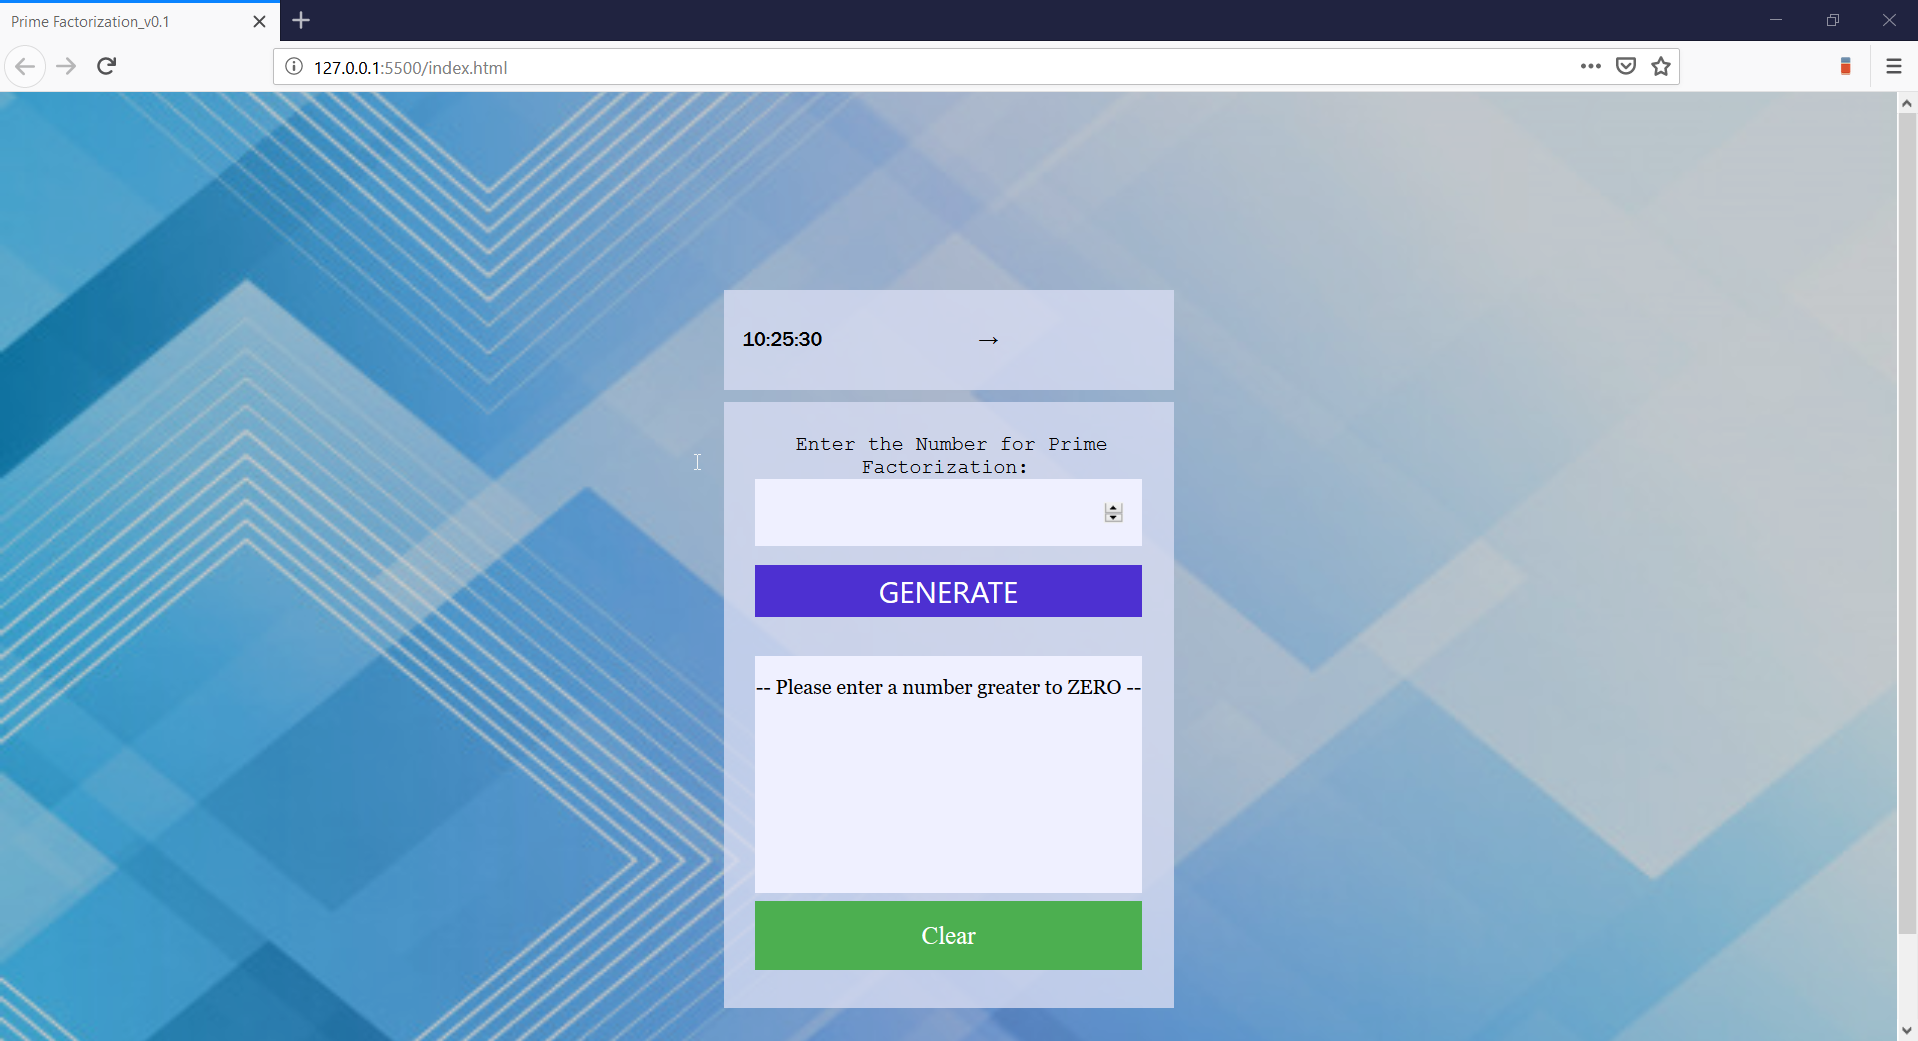 Prime Factorization_v0.1
127.0.0.1:5500/index.html
10:25:30 →
Enter the Number for Prime
Factorization:
GENERATE
-- Please enter a number greater to ZERO --
Clear